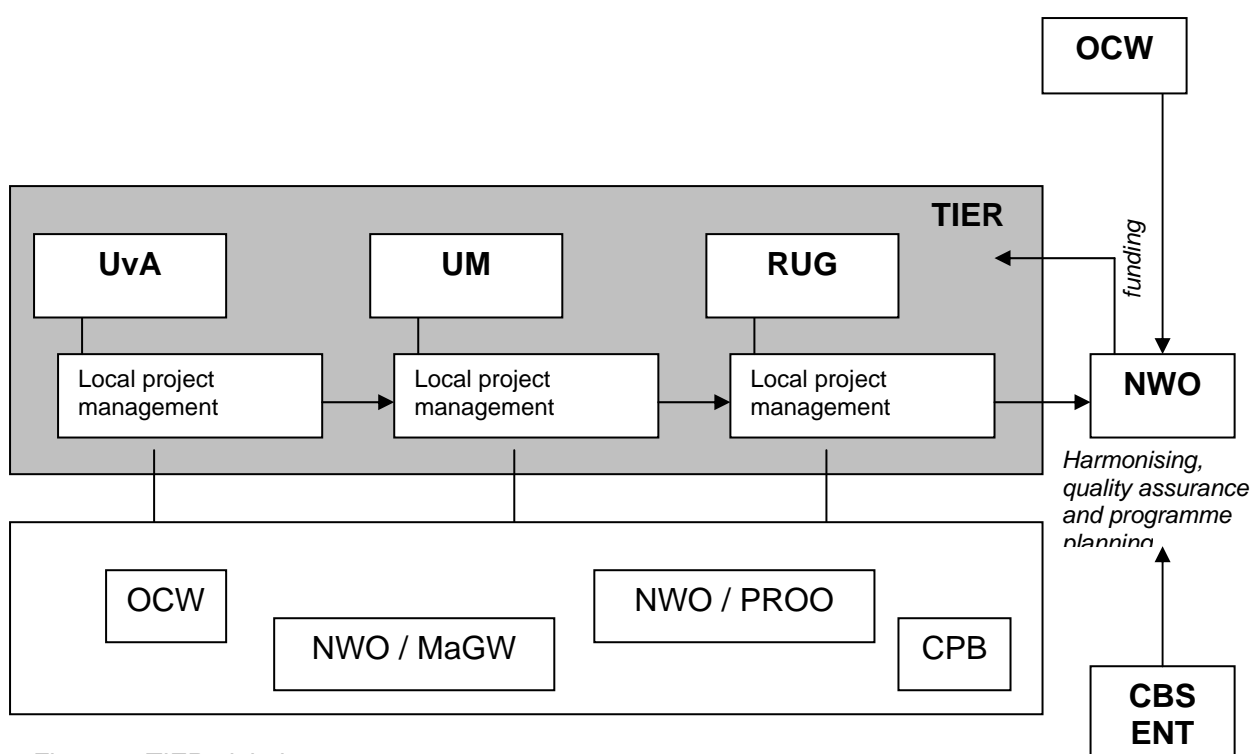 OCW
TIER
UvA
UM
RUG
funding
Local project
management
Local project
management
Local project
management
NWO
Harmonising,
quality assurance
and programme
planning
OCW
NWO / MaGW
NWO / PROO
CPB
CBS
ENT